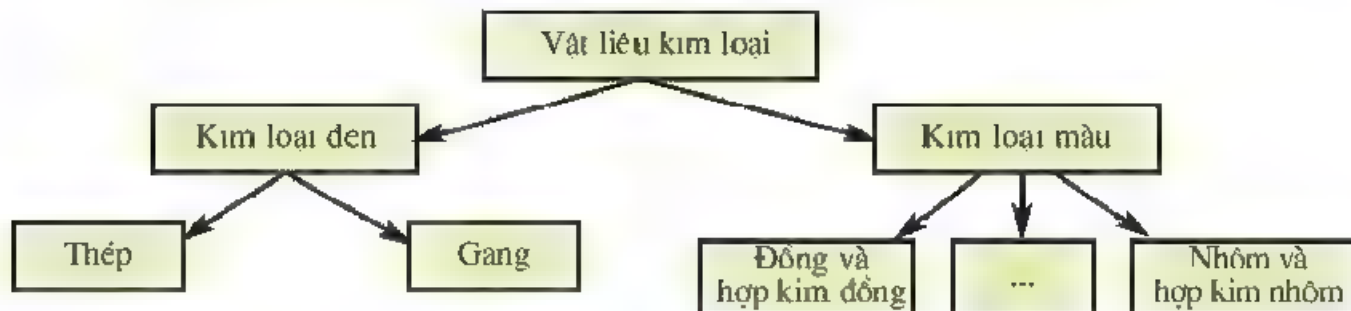 Vật liệu kim loại
Kim loại đen
Kim loại màu
Thép
Gang
Đồng và
hợp kim đồng
...
Nhôm và
hợp kim nhôm